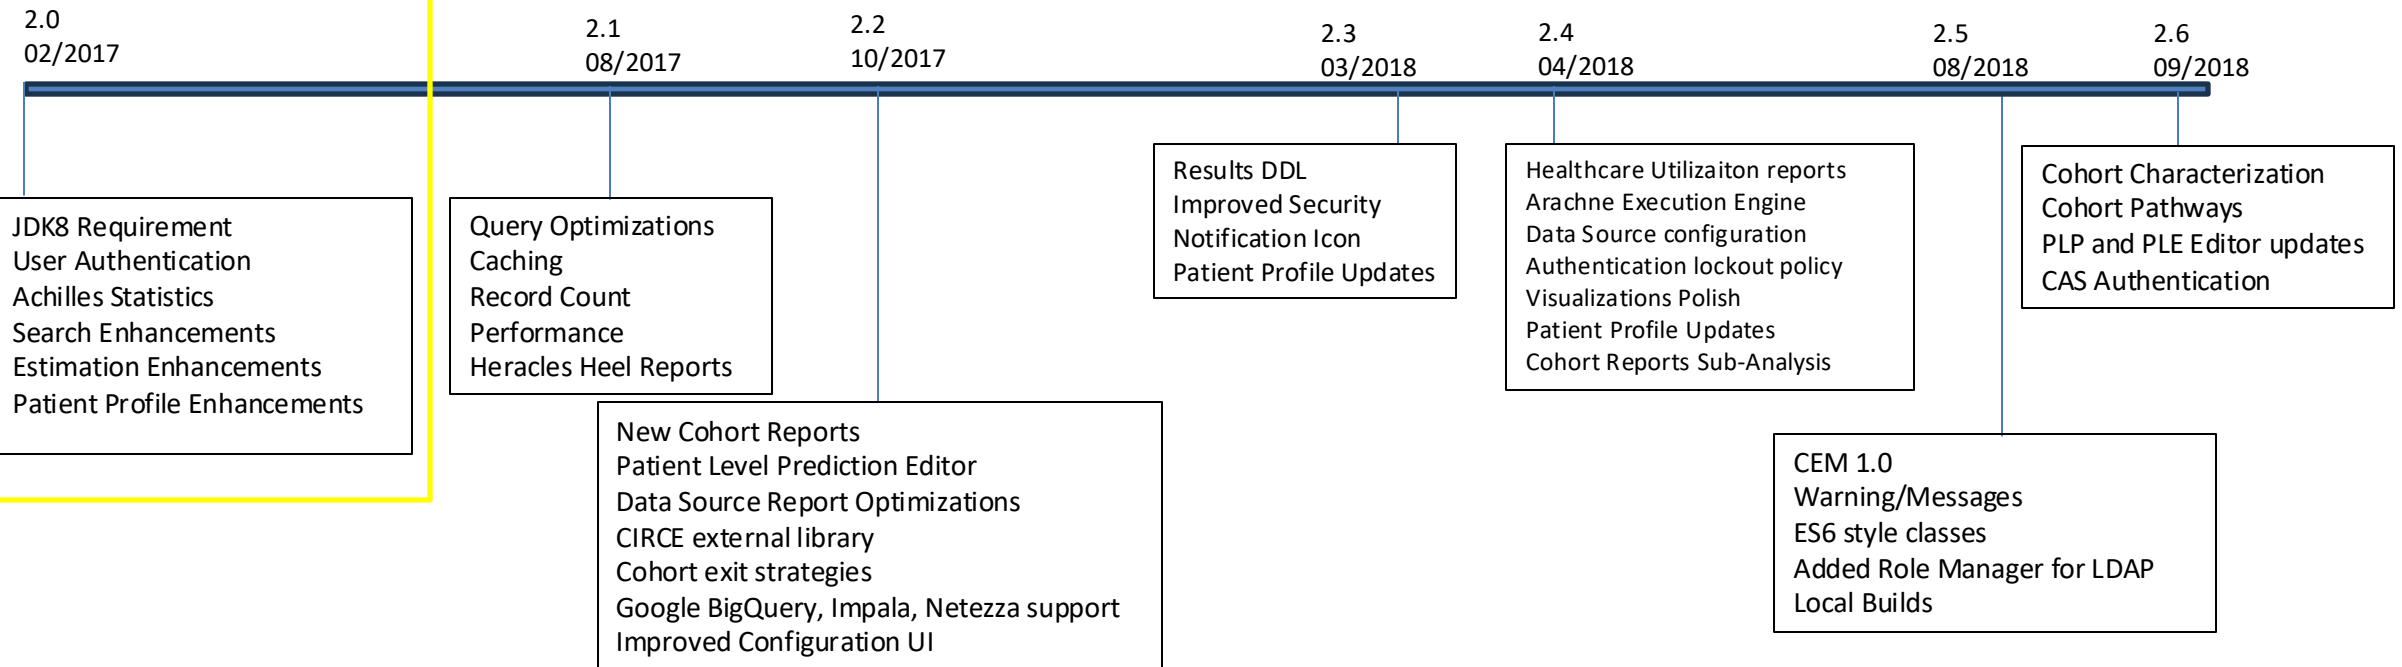 2.0
02/2017
2.1
08/2017
2.2
10/2017
2.3
03/2018
2.4
04/2018
2.5
08/2018
2.6
09/2018
JDK8 Requirement
User Authentication
Achilles Statistics
Search Enhancements
Estimation Enhancements
Patient Profile Enhancements
Query Optimizations
Caching
Record Count
Performance
Heracles Heel Reports
New Cohort Reports
Patient Level Prediction Editor
Data Source Report Optimizations
CIRCE external library
Cohort exit strategies
Google BigQuery, Impala, Netezza support
Improved Configuration UI
Results DDL
Improved Security
Notification Icon
Patient Profile Updates
Healthcare Utilizaiton reports
Arachne Execution Engine
Data Source configuration
Authentication lockout policy
Visualizations Polish
Patient Profile Updates
Cohort Reports Sub-Analysis
CEM 1.0
Warning/Messages
ES6 style classes
Added Role Manager for LDAP
Local Builds
Cohort Characterization
Cohort Pathways
PLP and PLE Editor updates
CAS Authentication